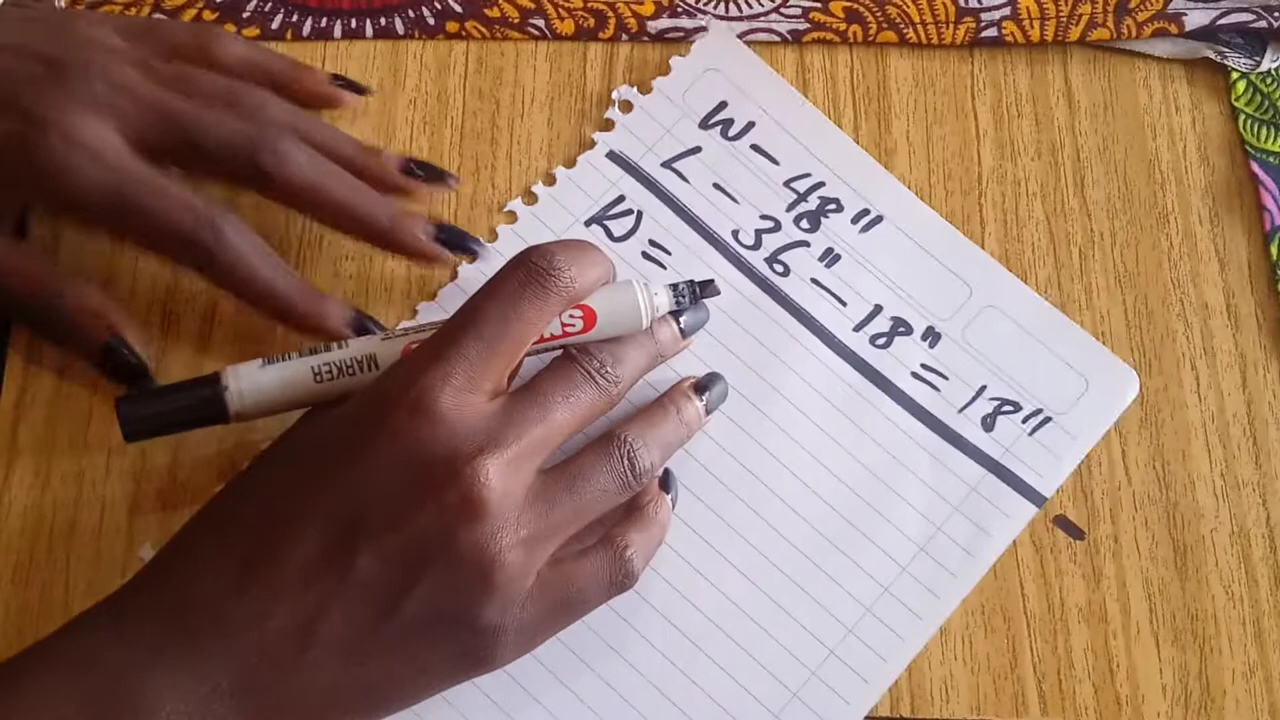 W - 48"
L - 36" - 18" = 18"
K =
MARKER